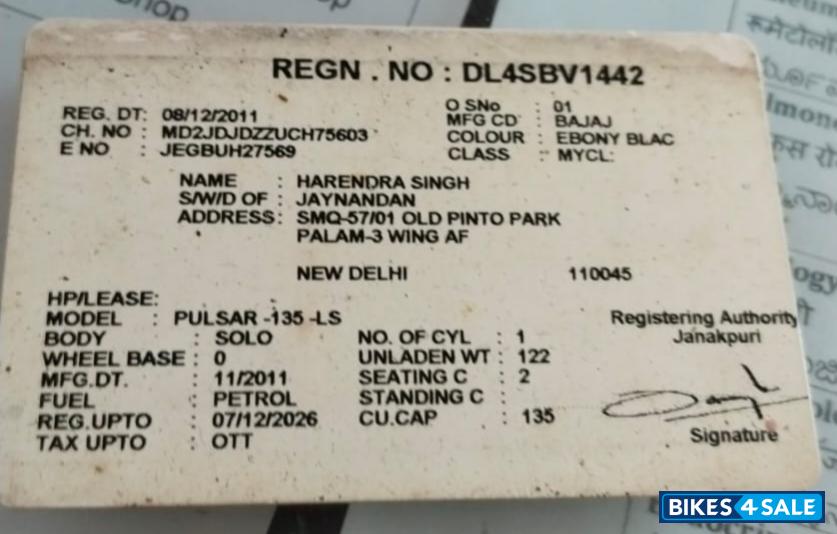 hop
op
REGN . NO : DL4SBV1442
REG. DT: 08/12/2011
CH. NO : MD2JDJDZZUCH75603
E NO : JEGBUH27569
O SNo : 01
MFG CD : BAJAJ
COLOUR : EBONY BLAC
CLASS : MYCL:
NAME : HARENDRA SINGH
S/W/D OF : JAYNANDAN
ADDRESS: SMQ-57/01 OLD PINTO PARK
PALAM-3 WING AF
NEW DELHI 110045
HP/LEASE:
MODEL : PULSAR -135 -LS
BODY : SOLO
WHEEL BASE : 0
MFG.DT. : 11/2011
FUEL : PETROL
REG.UPTO : 07/12/2026
TAX UPTO : OTT
NO. OF CYL : 1
UNLADEN WT : 122
SEATING C : 2
STANDING C :
CU.CAP : 135
Registering Authority
Janakpuri
Signature
BIKES4SALE